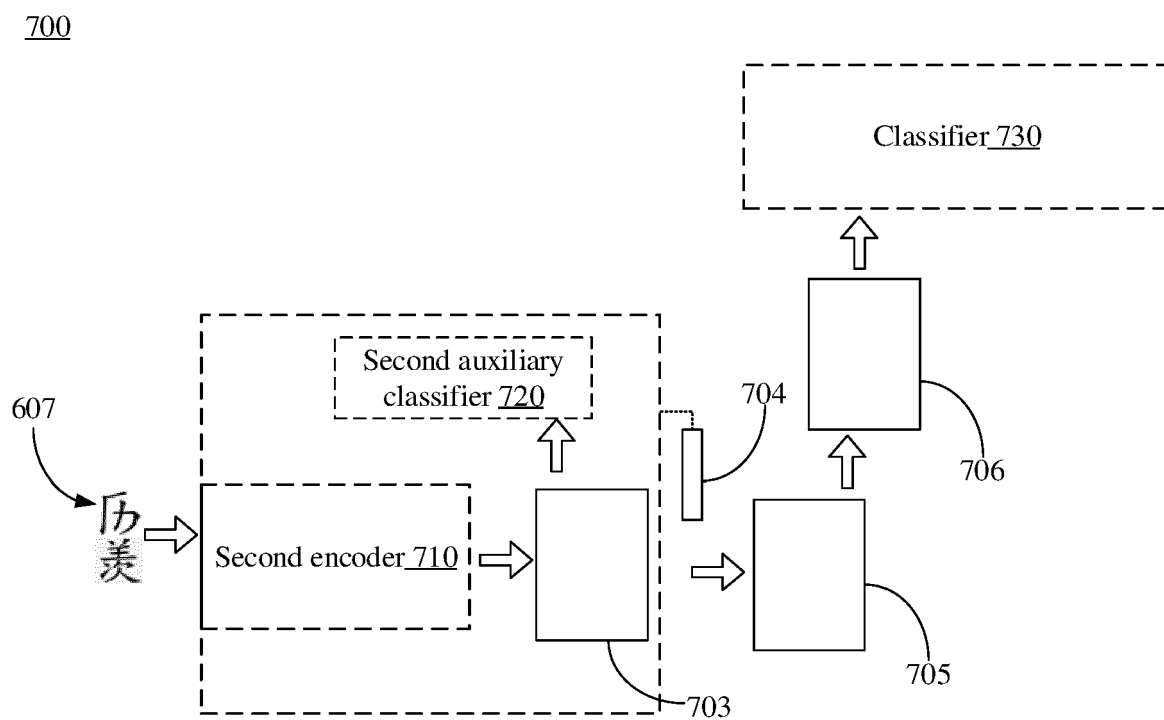 700
Classifier 730
Second auxiliary
classifier 720
704
607
706
历
羡
Second encoder 710
705
703